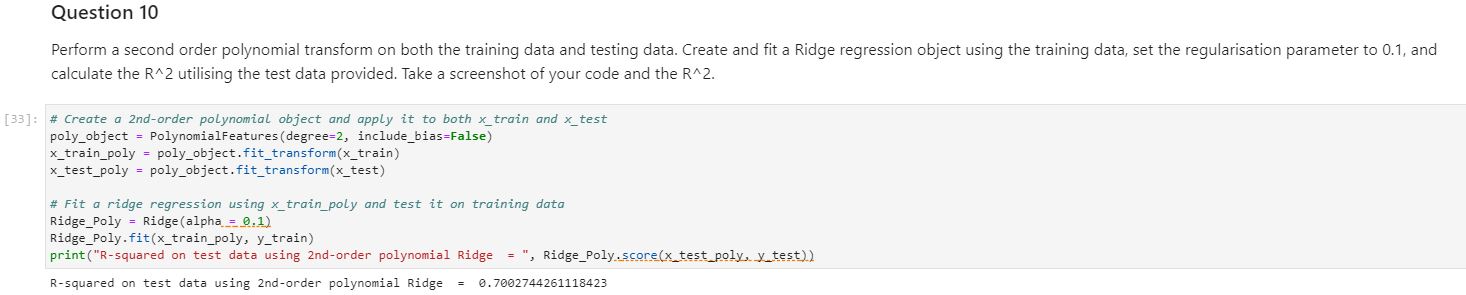 Question 10
Perform a second order polynomial transform on both the training data and testing data. Create and fit a Ridge regression object using the training data, set the regularisation parameter to 0.1, and
calculate the R^2 utilising the test data provided. Take a screenshot of your code and the R^2.
[33]: # Create a 2nd-order polynomial object and apply it to both x_train and x_test
poly_object = PolynomialFeatures(degree=2, include_bias=False)
x_train_poly = poly_object.fit_transform(x_train)
x_test_poly = poly_object.fit_transform(x_test)
# Fit a ridge regression using x_train_poly and test it on training data
Ridge_Poly = Ridge(alpha = 0.1)
Ridge_Poly.fit(x_train_poly, y_train)
print("R-squared on test data using 2nd-order polynomial Ridge  = ", Ridge_Poly.score(x_test_poly, y_test))
R-squared on test data using 2nd-order polynomial Ridge  =  0.7002744261118423